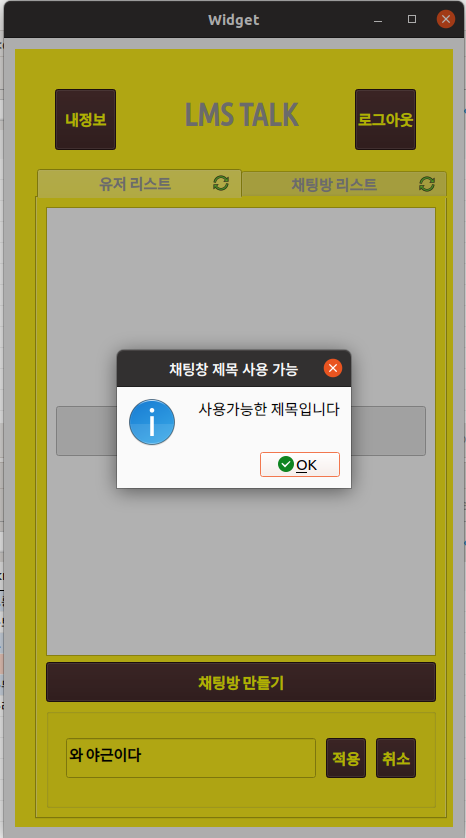 Widget
내정보
LMS TALK
로그아웃
유저 리스트
채팅방 리스트
채팅창 제목 사용 가능
사용가능한 제목입니다
OK
채팅방 만들기
와 야근이다
적용
취소